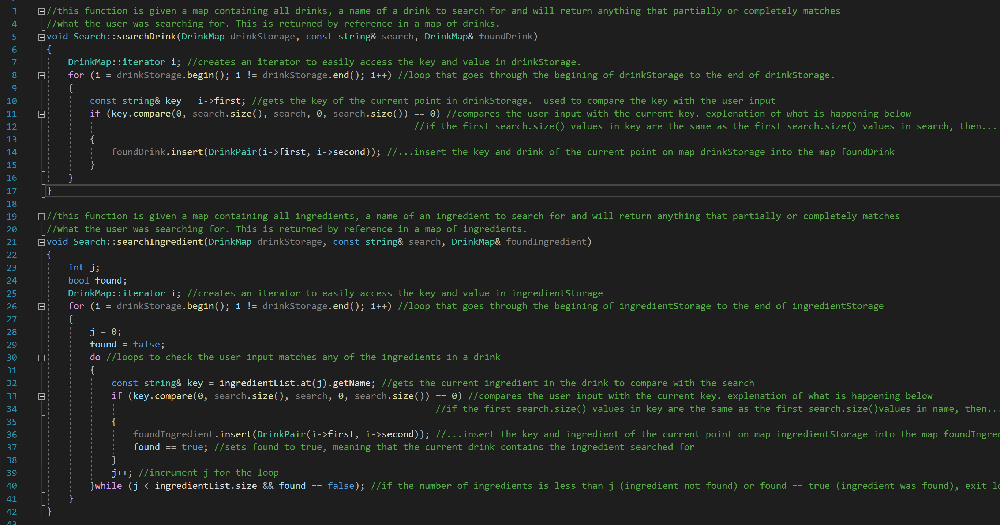 3 //this function is given a map containing all drinks, a name of a drink to search for and will return anything that partially or completely matches
4 //what the user was searching for. This is returned by reference in a map of drinks.
5 void Search::searchDrink(DrinkMap drinkStorage, const string& search, DrinkMap& foundDrink)
6 {
7 DrinkMap::iterator i; //creates an iterator to easily access the key and value in drinkStorage.
8 for (i = drinkStorage.begin(); i != drinkStorage.end(); i++) //loop that goes through the begining of drinkStorage to the end of drinkStorage.
9 {
10 const string& key = i->first; //gets the key of the current point in drinkStorage.  used to compare the key with the user input
11 if (key.compare(0, search.size(), search, 0, search.size()) == 0) //compares the user input with the current key. explenation of what is happening below
12 //if the first search.size() values in key are the same as the first search.size() values in search, then...
13 {
14 foundDrink.insert(DrinkPair(i->first, i->second)); //...insert the key and drink of the current point on map drinkStorage into the map foundDrink
15 }
16 }
17 }
18
19 //this function is given a map containing all ingredients, a name of an ingredient to search for and will return anything that partially or completely matches
20 //what the user was searching for. This is returned by reference in a map of ingredients.
21 void Search::searchIngredient(DrinkMap drinkStorage, const string& search, DrinkMap& foundIngredient)
22 {
23 int j;
24 bool found;
25 DrinkMap::iterator i; //creates an iterator to easily access the key and value in ingredientStorage
26 for (i = drinkStorage.begin(); i != drinkStorage.end(); i++) //loop that goes through the begining of ingredientStorage to the end of ingredientStorage
27 {
28 j = 0;
29 found = false;
30 do //loops to check the user input matches any of the ingredients in a drink
31 {
32 const string& key = ingredientList.at(j).getName; //gets the current ingredient in the drink to compare with the search
33 if (key.compare(0, search.size(), search, 0, search.size()) == 0) //compares the user input with the current key. explenation of what is happening below
34 //if the first search.size() values in key are the same as the first search.size()values in name, then...
35 {
36 foundIngredient.insert(DrinkPair(i->first, i->second)); //...insert the key and ingredient of the current point on map ingredientStorage into the map foundIngred
37 found == true; //sets found to true, meaning that the current drink contains the ingredient searched for
38 }
39 j++; //incrument j for the loop
40 }while (j < ingredientList.size && found == false); //if the number of ingredients is less than j (ingredient not found) or found == true (ingredient was found), exit
41 }
42 }
43